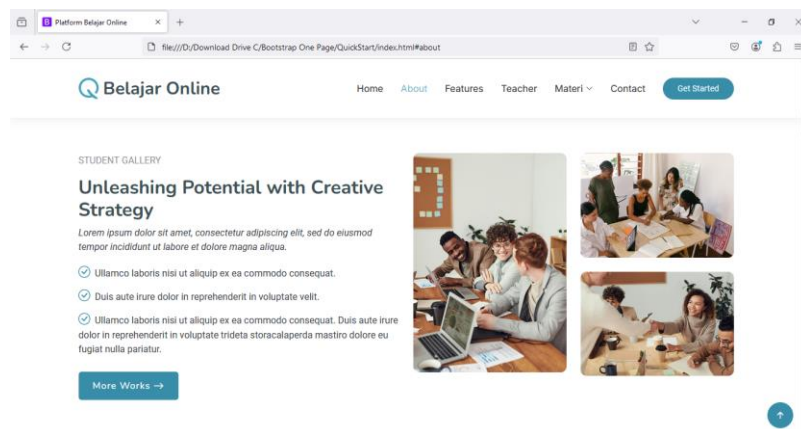 Platform Belajar Online
file:///D:/Download Drive C/Bootstrap One Page/QuickStart/index.html#about
Belajar Online
Home About Features Teacher Materi Contact Get Started
STUDENT GALLERY
Unleashing Potential with Creative
Strategy
Lorem ipsum dolor sit amet, consectetur adipiscing elit, sed do eiusmod
tempor incididunt ut labore et dolore magna aliqua.
Ullamco laboris nisi ut aliquip ex ea commodo consequat.
Duis aute irure dolor in reprehenderit in voluptate velit.
Ullamco laboris nisi ut aliquip ex ea commodo consequat. Duis aute irure
dolor in reprehenderit in voluptate trideta storacalaperda mastiro dolore eu
fugiat nulla pariatur.
More Works →